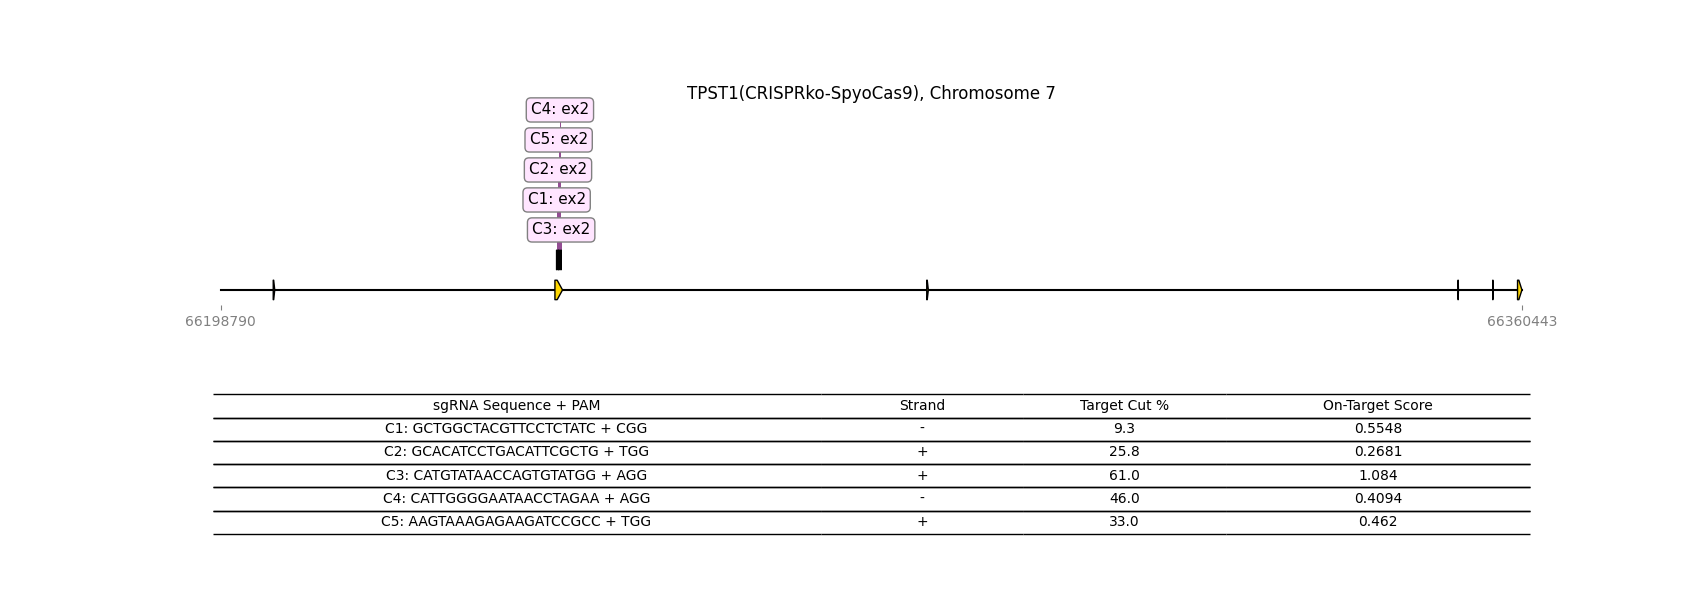 TPST1(CRISPRko-SpyoCas9), Chromosome 7
C4: ex2
C5: ex2
C2: ex2
C1: ex2
C3: ex2
66198790 66360443
sgRNA Sequence + PAM Strand Target Cut % On-Target Score
C1: GCTGGCTACGTTCCTCTATC + CGG - 9.3 0.5548
C2: GCACATCCTGACATTCGCTG + TGG + 25.8 0.2681
C3: CATGTATAACCAGTGTATGG + AGG + 61.0 1.084
C4: CATTGGGGAATAACCTAGAA + AGG - 46.0 0.4094
C5: AAGTAAAGAGAAGATCCGCC + TGG + 33.0 0.462